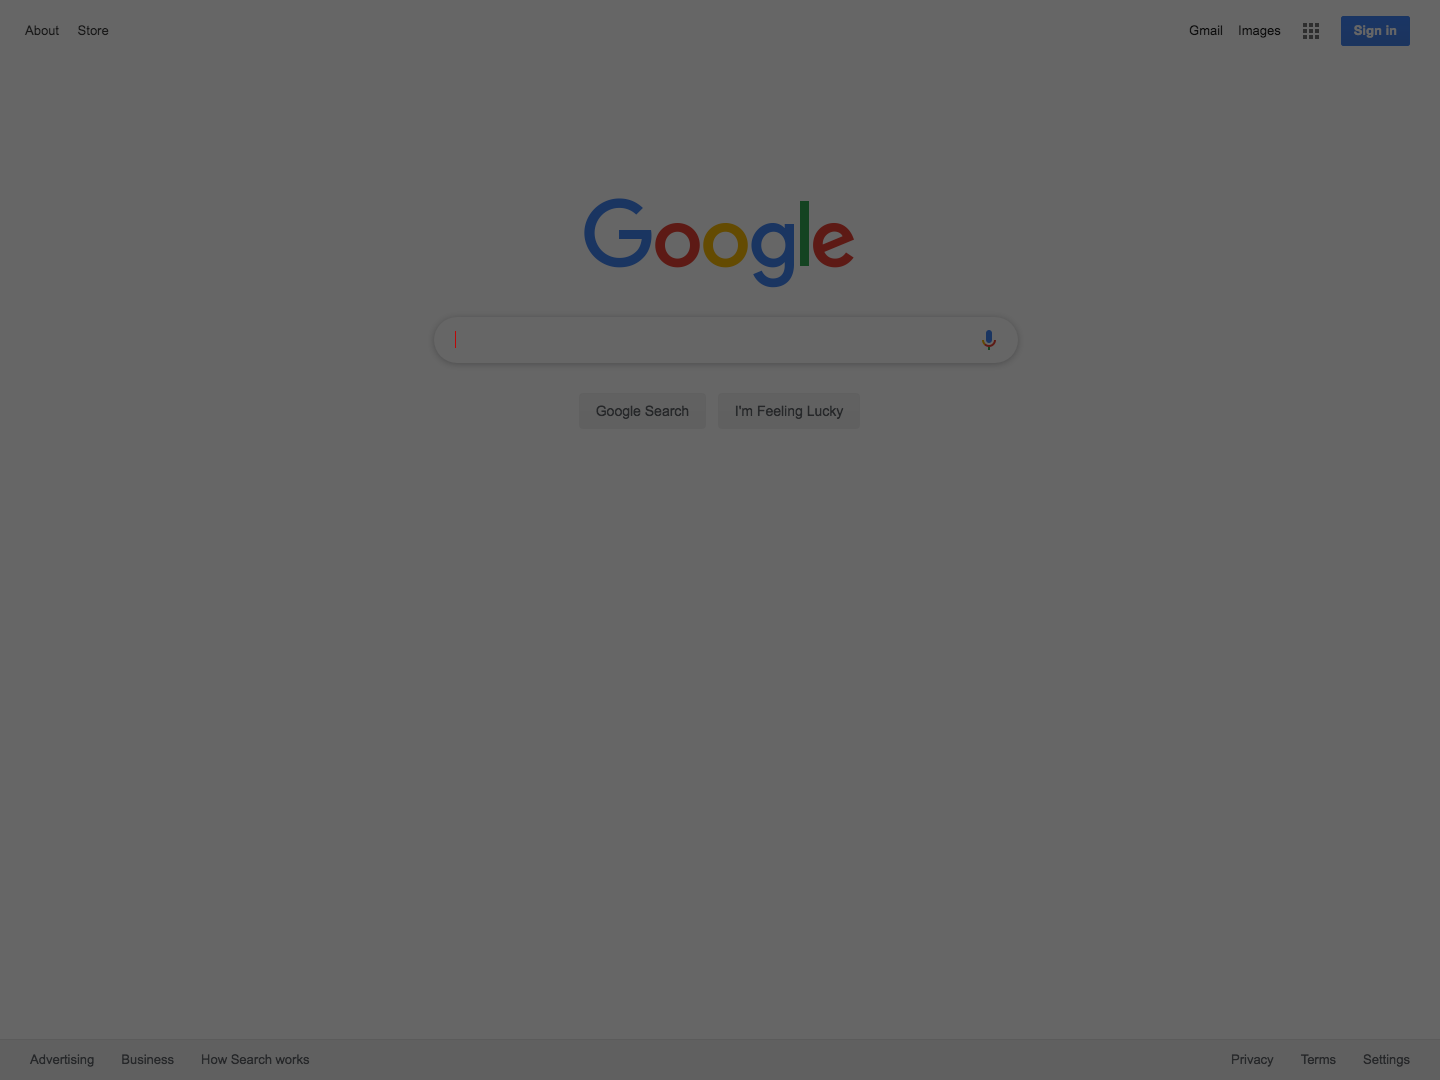 About Store Gmail Images Sign in
Google
Google Search I'm Feeling Lucky
Advertising Business How Search works Privacy Terms Settings